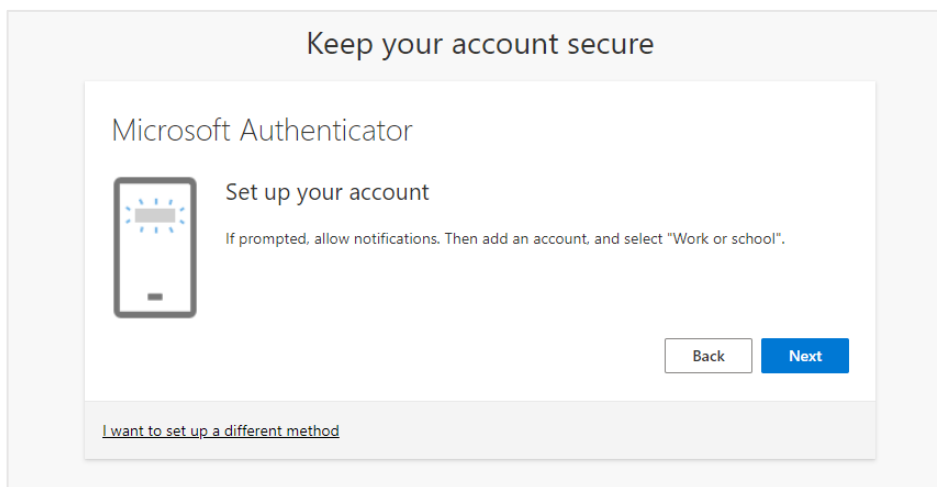 Keep your account secure
Microsoft Authenticator
Set up your account
If prompted, allow notifications. Then add an account, and select "Work or school".
Back
Next
I want to set up a different method